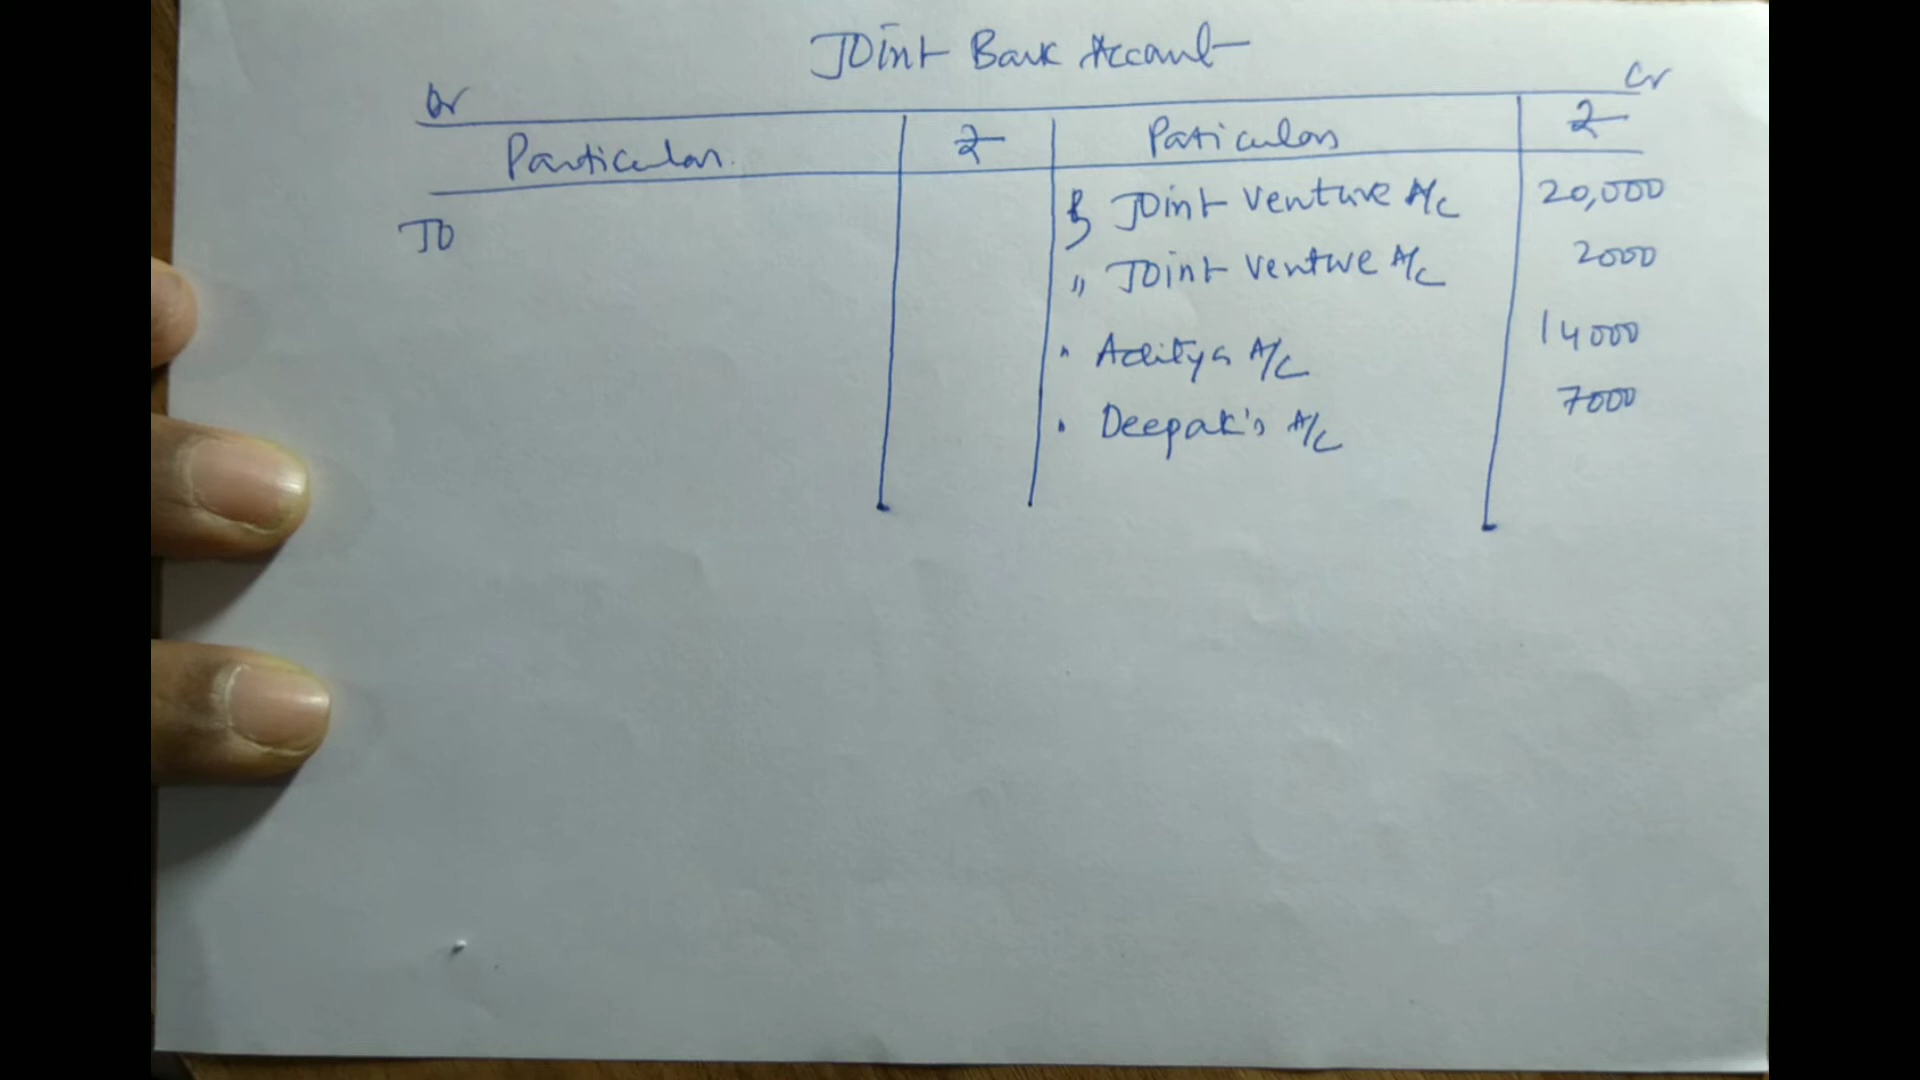 Joint Bank Account
Dr Cr
Particulars ₹ Paticulars ₹
To By Joint Venture A/c 20,000
" Joint Venture A/c 2000
" Aditya A/c 14000
" Deepak's A/c 7000